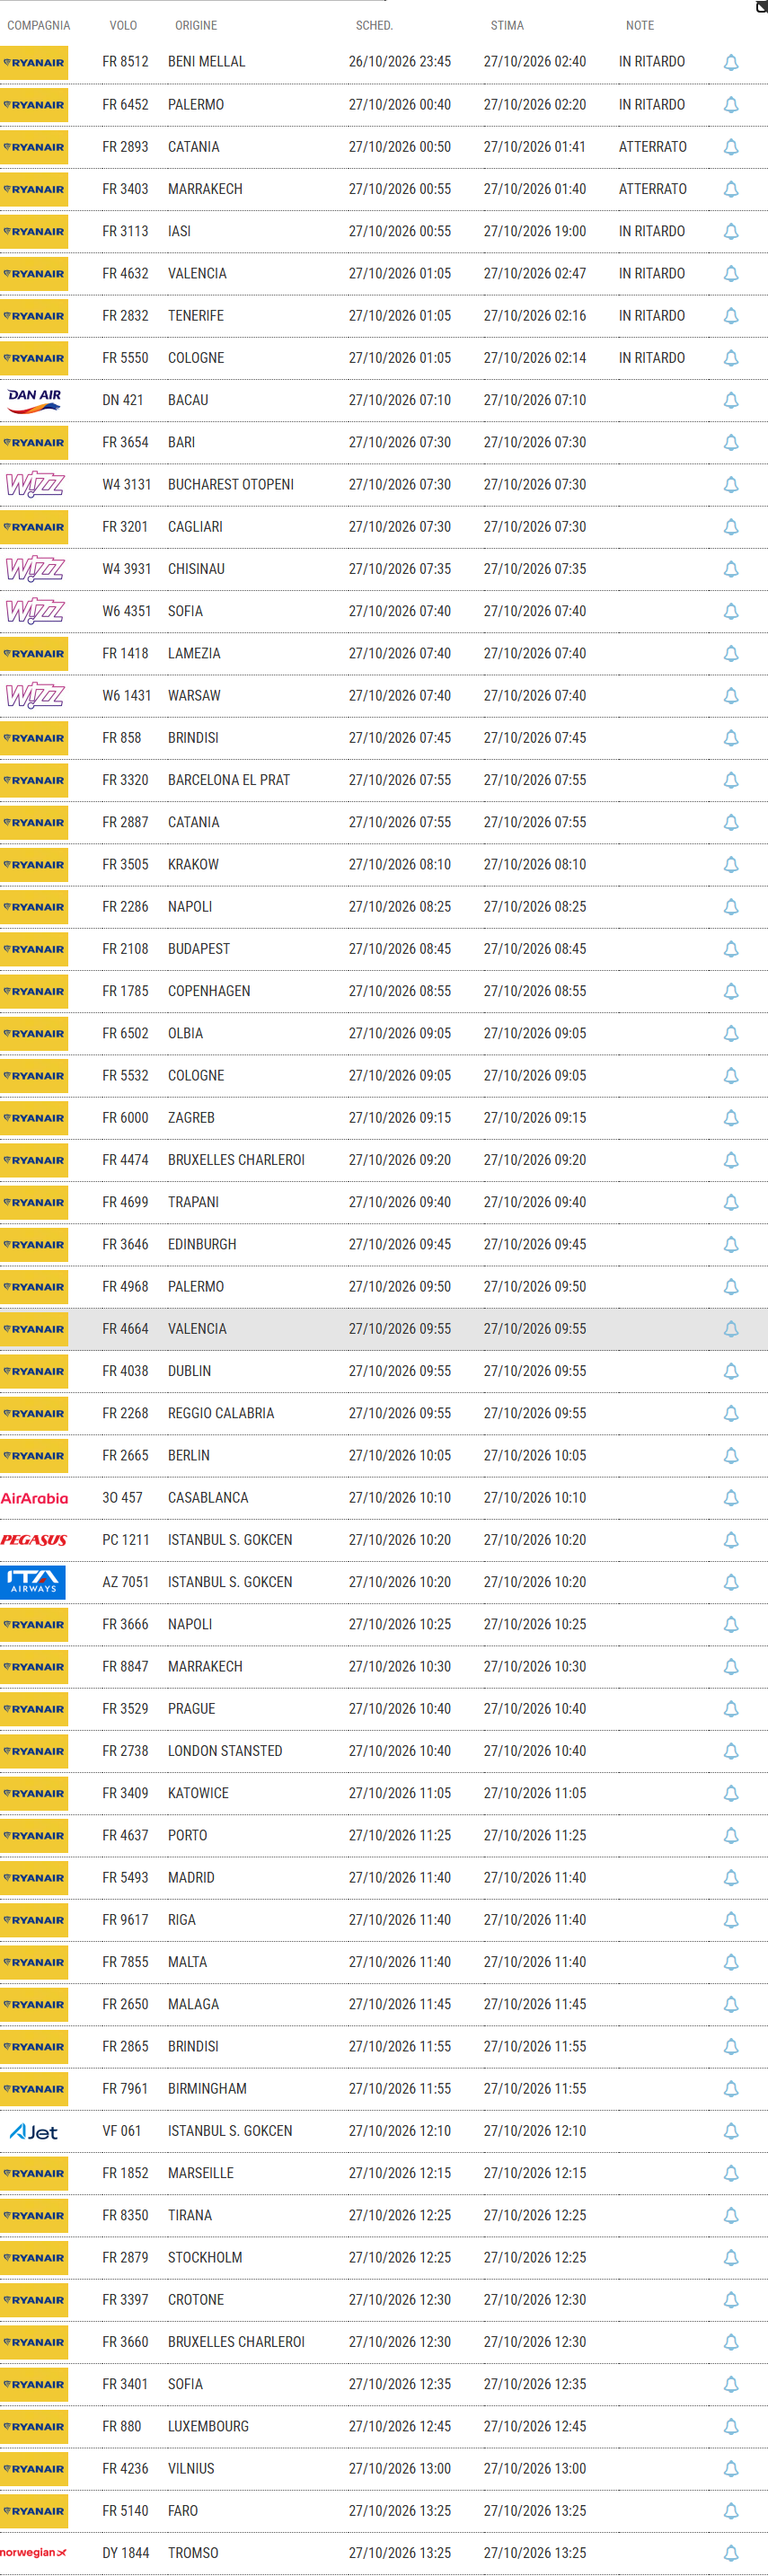 COMPAGNIA VOLO ORIGINE SCHED. STIMA NOTE
RYANAIR FR 8512 BENI MELLAL 26/10/2026 23:45 27/10/2026 02:40 IN RITARDO
RYANAIR FR 6452 PALERMO 27/10/2026 00:40 27/10/2026 02:20 IN RITARDO
RYANAIR FR 2893 CATANIA 27/10/2026 00:50 27/10/2026 01:41 ATTERRATO
RYANAIR FR 3403 MARRAKECH 27/10/2026 00:55 27/10/2026 01:40 ATTERRATO
RYANAIR FR 3113 IASI 27/10/2026 00:55 27/10/2026 19:00 IN RITARDO
RYANAIR FR 4632 VALENCIA 27/10/2026 01:05 27/10/2026 02:47 IN RITARDO
RYANAIR FR 2832 TENERIFE 27/10/2026 01:05 27/10/2026 02:16 IN RITARDO
RYANAIR FR 5550 COLOGNE 27/10/2026 01:05 27/10/2026 02:14 IN RITARDO
DAN AIR DN 421 BACAU 27/10/2026 07:10 27/10/2026 07:10
RYANAIR FR 3654 BARI 27/10/2026 07:30 27/10/2026 07:30
Wizz W4 3131 BUCHAREST OTOPENI 27/10/2026 07:30 27/10/2026 07:30
RYANAIR FR 3201 CAGLIARI 27/10/2026 07:30 27/10/2026 07:30
Wizz W4 3931 CHISINAU 27/10/2026 07:35 27/10/2026 07:35
Wizz W6 4351 SOFIA 27/10/2026 07:40 27/10/2026 07:40
RYANAIR FR 1418 LAMEZIA 27/10/2026 07:40 27/10/2026 07:40
Wizz W6 1431 WARSAW 27/10/2026 07:40 27/10/2026 07:40
RYANAIR FR 858 BRINDISI 27/10/2026 07:45 27/10/2026 07:45
RYANAIR FR 3320 BARCELONA EL PRAT 27/10/2026 07:55 27/10/2026 07:55
RYANAIR FR 2887 CATANIA 27/10/2026 07:55 27/10/2026 07:55
RYANAIR FR 3505 KRAKOW 27/10/2026 08:10 27/10/2026 08:10
RYANAIR FR 2286 NAPOLI 27/10/2026 08:25 27/10/2026 08:25
RYANAIR FR 2108 BUDAPEST 27/10/2026 08:45 27/10/2026 08:45
RYANAIR FR 1785 COPENHAGEN 27/10/2026 08:55 27/10/2026 08:55
RYANAIR FR 6502 OLBIA 27/10/2026 09:05 27/10/2026 09:05
RYANAIR FR 5532 COLOGNE 27/10/2026 09:05 27/10/2026 09:05
RYANAIR FR 6000 ZAGREB 27/10/2026 09:15 27/10/2026 09:15
RYANAIR FR 4474 BRUXELLES CHARLEROI 27/10/2026 09:20 27/10/2026 09:20
RYANAIR FR 4699 TRAPANI 27/10/2026 09:40 27/10/2026 09:40
RYANAIR FR 3646 EDINBURGH 27/10/2026 09:45 27/10/2026 09:45
RYANAIR FR 4968 PALERMO 27/10/2026 09:50 27/10/2026 09:50
RYANAIR FR 4664 VALENCIA 27/10/2026 09:55 27/10/2026 09:55
RYANAIR FR 4038 DUBLIN 27/10/2026 09:55 27/10/2026 09:55
RYANAIR FR 2268 REGGIO CALABRIA 27/10/2026 09:55 27/10/2026 09:55
RYANAIR FR 2665 BERLIN 27/10/2026 10:05 27/10/2026 10:05
AirArabia 3O 457 CASABLANCA 27/10/2026 10:10 27/10/2026 10:10
PEGASUS PC 1211 ISTANBUL S. GOKCEN 27/10/2026 10:20 27/10/2026 10:20
ITA AIRWAYS AZ 7051 ISTANBUL S. GOKCEN 27/10/2026 10:20 27/10/2026 10:20
RYANAIR FR 3666 NAPOLI 27/10/2026 10:25 27/10/2026 10:25
RYANAIR FR 8847 MARRAKECH 27/10/2026 10:30 27/10/2026 10:30
RYANAIR FR 3529 PRAGUE 27/10/2026 10:40 27/10/2026 10:40
RYANAIR FR 2738 LONDON STANSTED 27/10/2026 10:40 27/10/2026 10:40
RYANAIR FR 3409 KATOWICE 27/10/2026 11:05 27/10/2026 11:05
RYANAIR FR 4637 PORTO 27/10/2026 11:25 27/10/2026 11:25
RYANAIR FR 5493 MADRID 27/10/2026 11:40 27/10/2026 11:40
RYANAIR FR 9617 RIGA 27/10/2026 11:40 27/10/2026 11:40
RYANAIR FR 7855 MALTA 27/10/2026 11:40 27/10/2026 11:40
RYANAIR FR 2650 MALAGA 27/10/2026 11:45 27/10/2026 11:45
RYANAIR FR 2865 BRINDISI 27/10/2026 11:55 27/10/2026 11:55
RYANAIR FR 7961 BIRMINGHAM 27/10/2026 11:55 27/10/2026 11:55
AJet VF 061 ISTANBUL S. GOKCEN 27/10/2026 12:10 27/10/2026 12:10
RYANAIR FR 1852 MARSEILLE 27/10/2026 12:15 27/10/2026 12:15
RYANAIR FR 8350 TIRANA 27/10/2026 12:25 27/10/2026 12:25
RYANAIR FR 2879 STOCKHOLM 27/10/2026 12:25 27/10/2026 12:25
RYANAIR FR 3397 CROTONE 27/10/2026 12:30 27/10/2026 12:30
RYANAIR FR 3660 BRUXELLES CHARLEROI 27/10/2026 12:30 27/10/2026 12:30
RYANAIR FR 3401 SOFIA 27/10/2026 12:35 27/10/2026 12:35
RYANAIR FR 880 LUXEMBOURG 27/10/2026 12:45 27/10/2026 12:45
RYANAIR FR 4236 VILNIUS 27/10/2026 13:00 27/10/2026 13:00
RYANAIR FR 5140 FARO 27/10/2026 13:25 27/10/2026 13:25
norwegian DY 1844 TROMSO 27/10/2026 13:25 27/10/2026 13:25